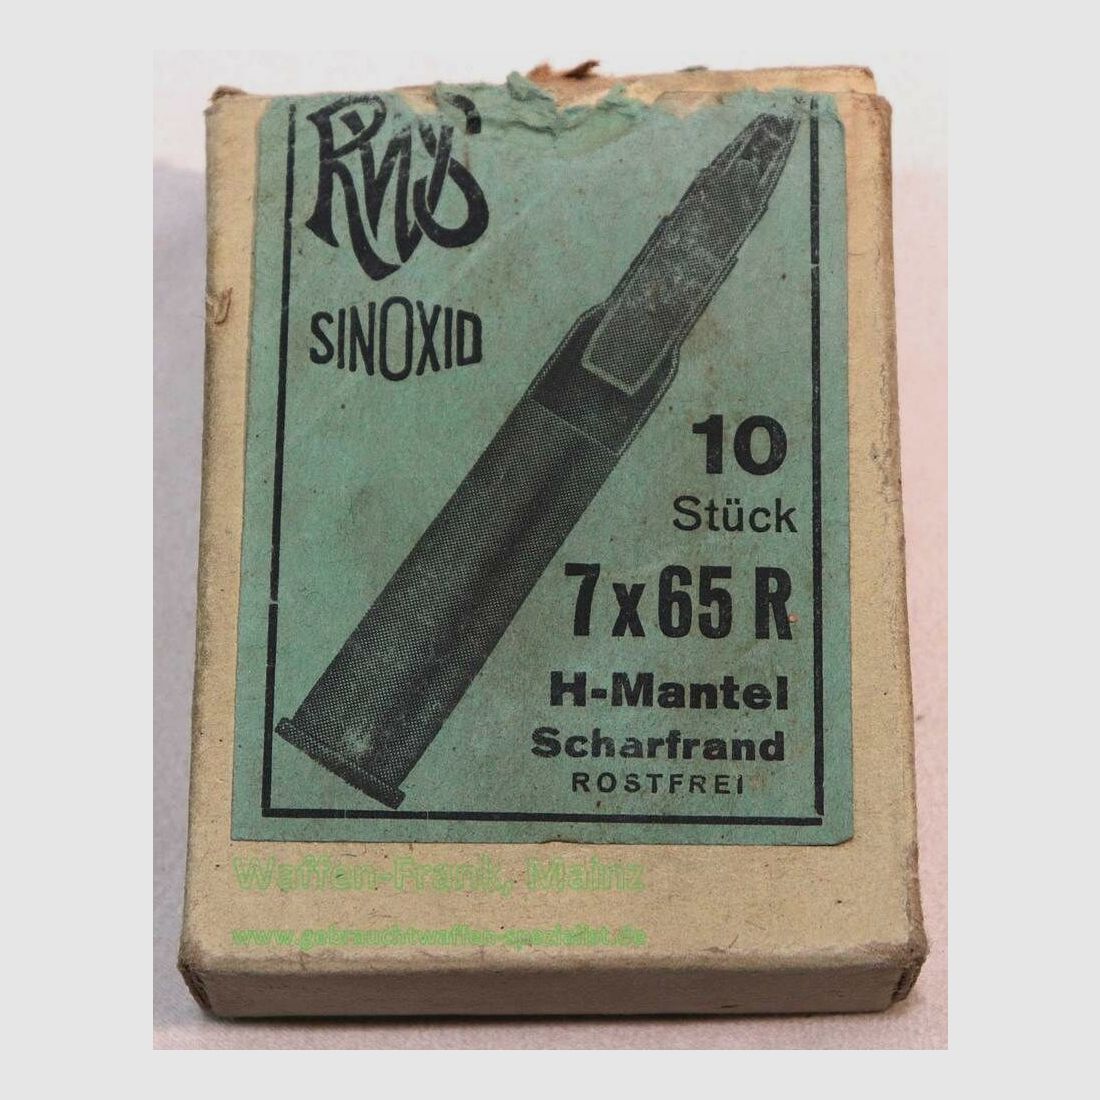 RWS
SINOXID
10
Stück
7x65 R
H-Mantel
Scharfrand
ROSTFREI
Waffen-Frank, Mainz
www.gebrauchtwaffen-spezialist.de